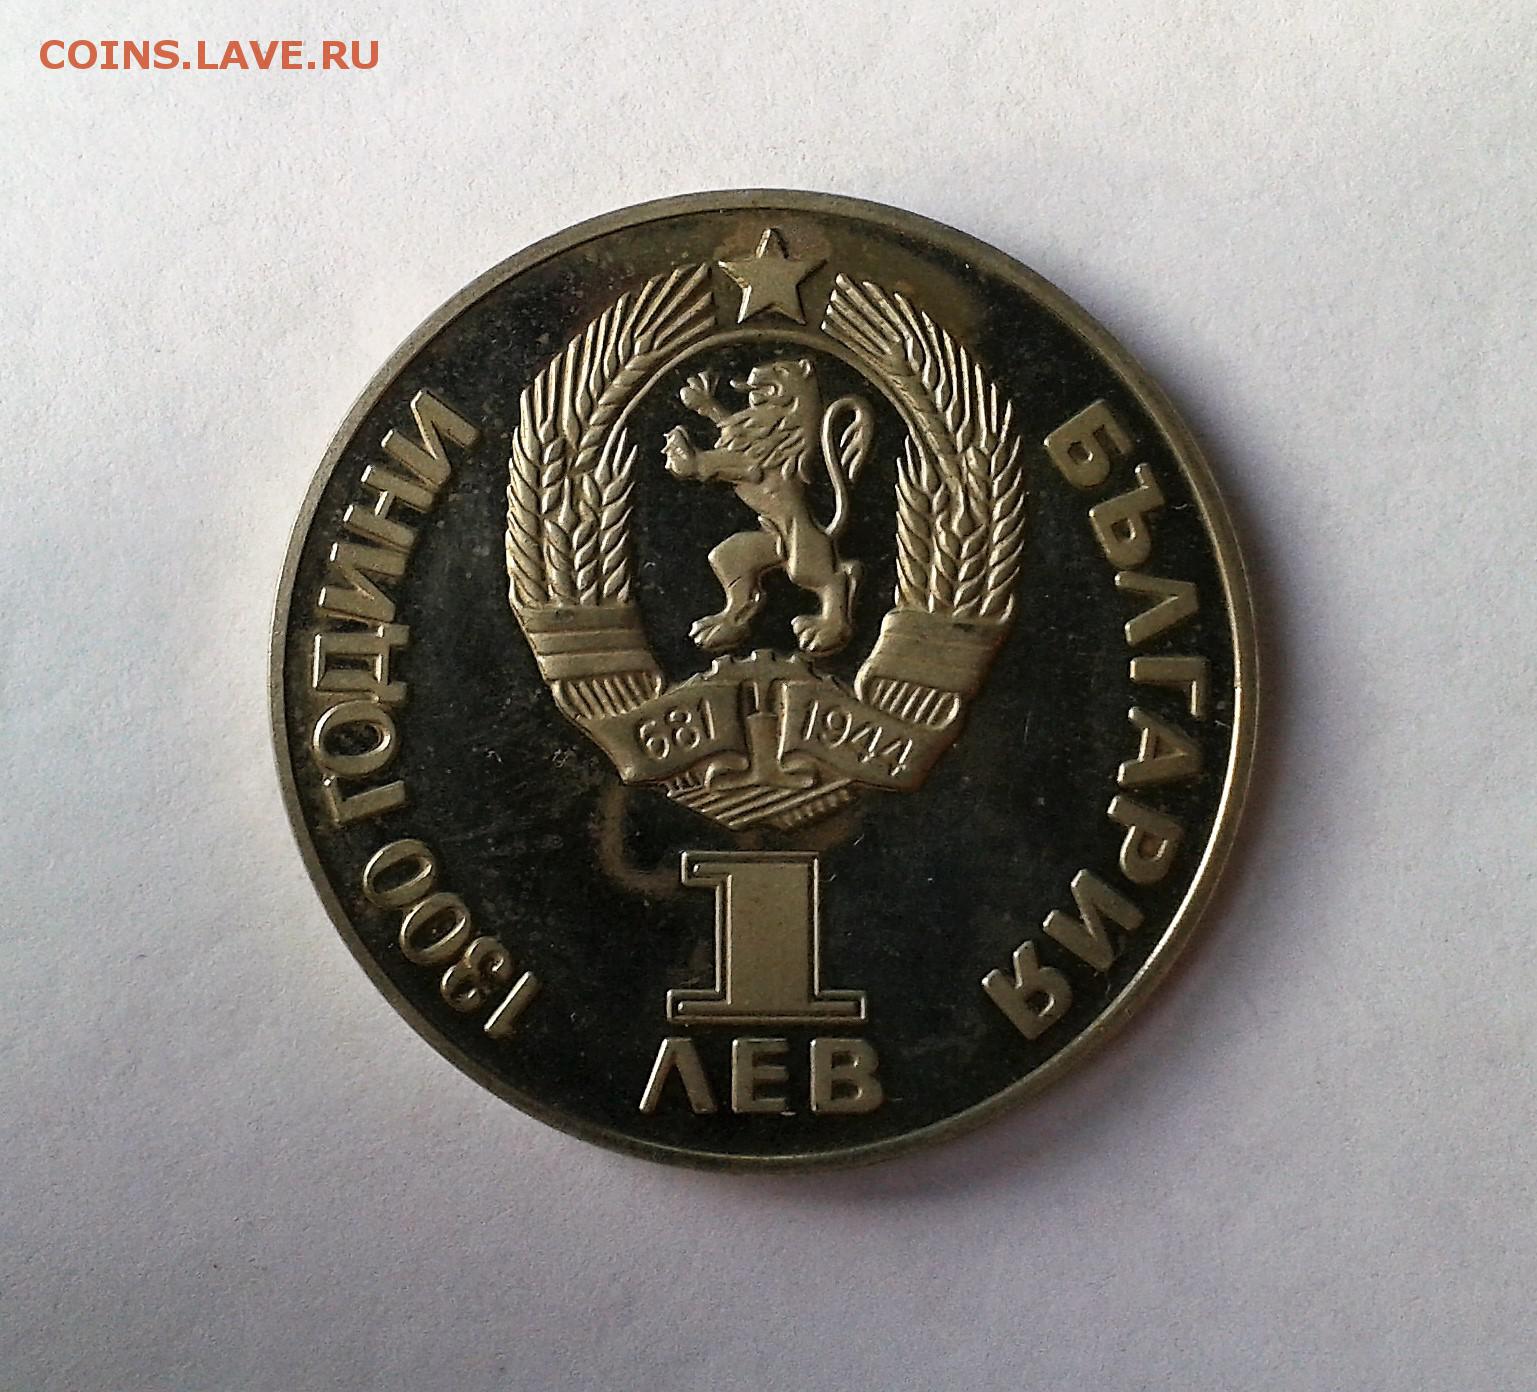 COINS.LAVE.RU
1300 ГОДИНИ
БЪЛГАРИЯ
681 1944
1
ЛЕВ